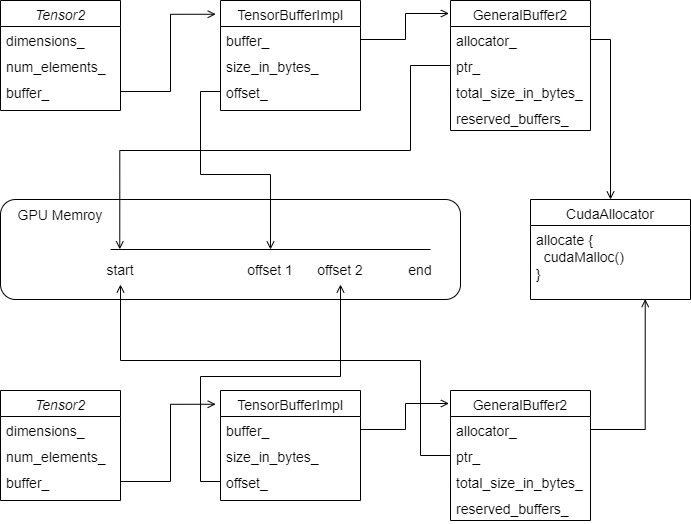 Tensor2
dimensions_
num_elements_
buffer_
TensorBufferImpl
buffer_
size_in_bytes_
offset_
GeneralBuffer2
allocator_
ptr_
total_size_in_bytes_
reserved_buffers_
GPU Memroy
start
offset 1
offset 2
end
CudaAllocator
allocate {
cudaMalloc()
}
Tensor2
dimensions_
num_elements_
buffer_
TensorBufferImpl
buffer_
size_in_bytes_
offset_
GeneralBuffer2
allocator_
ptr_
total_size_in_bytes_
reserved_buffers_